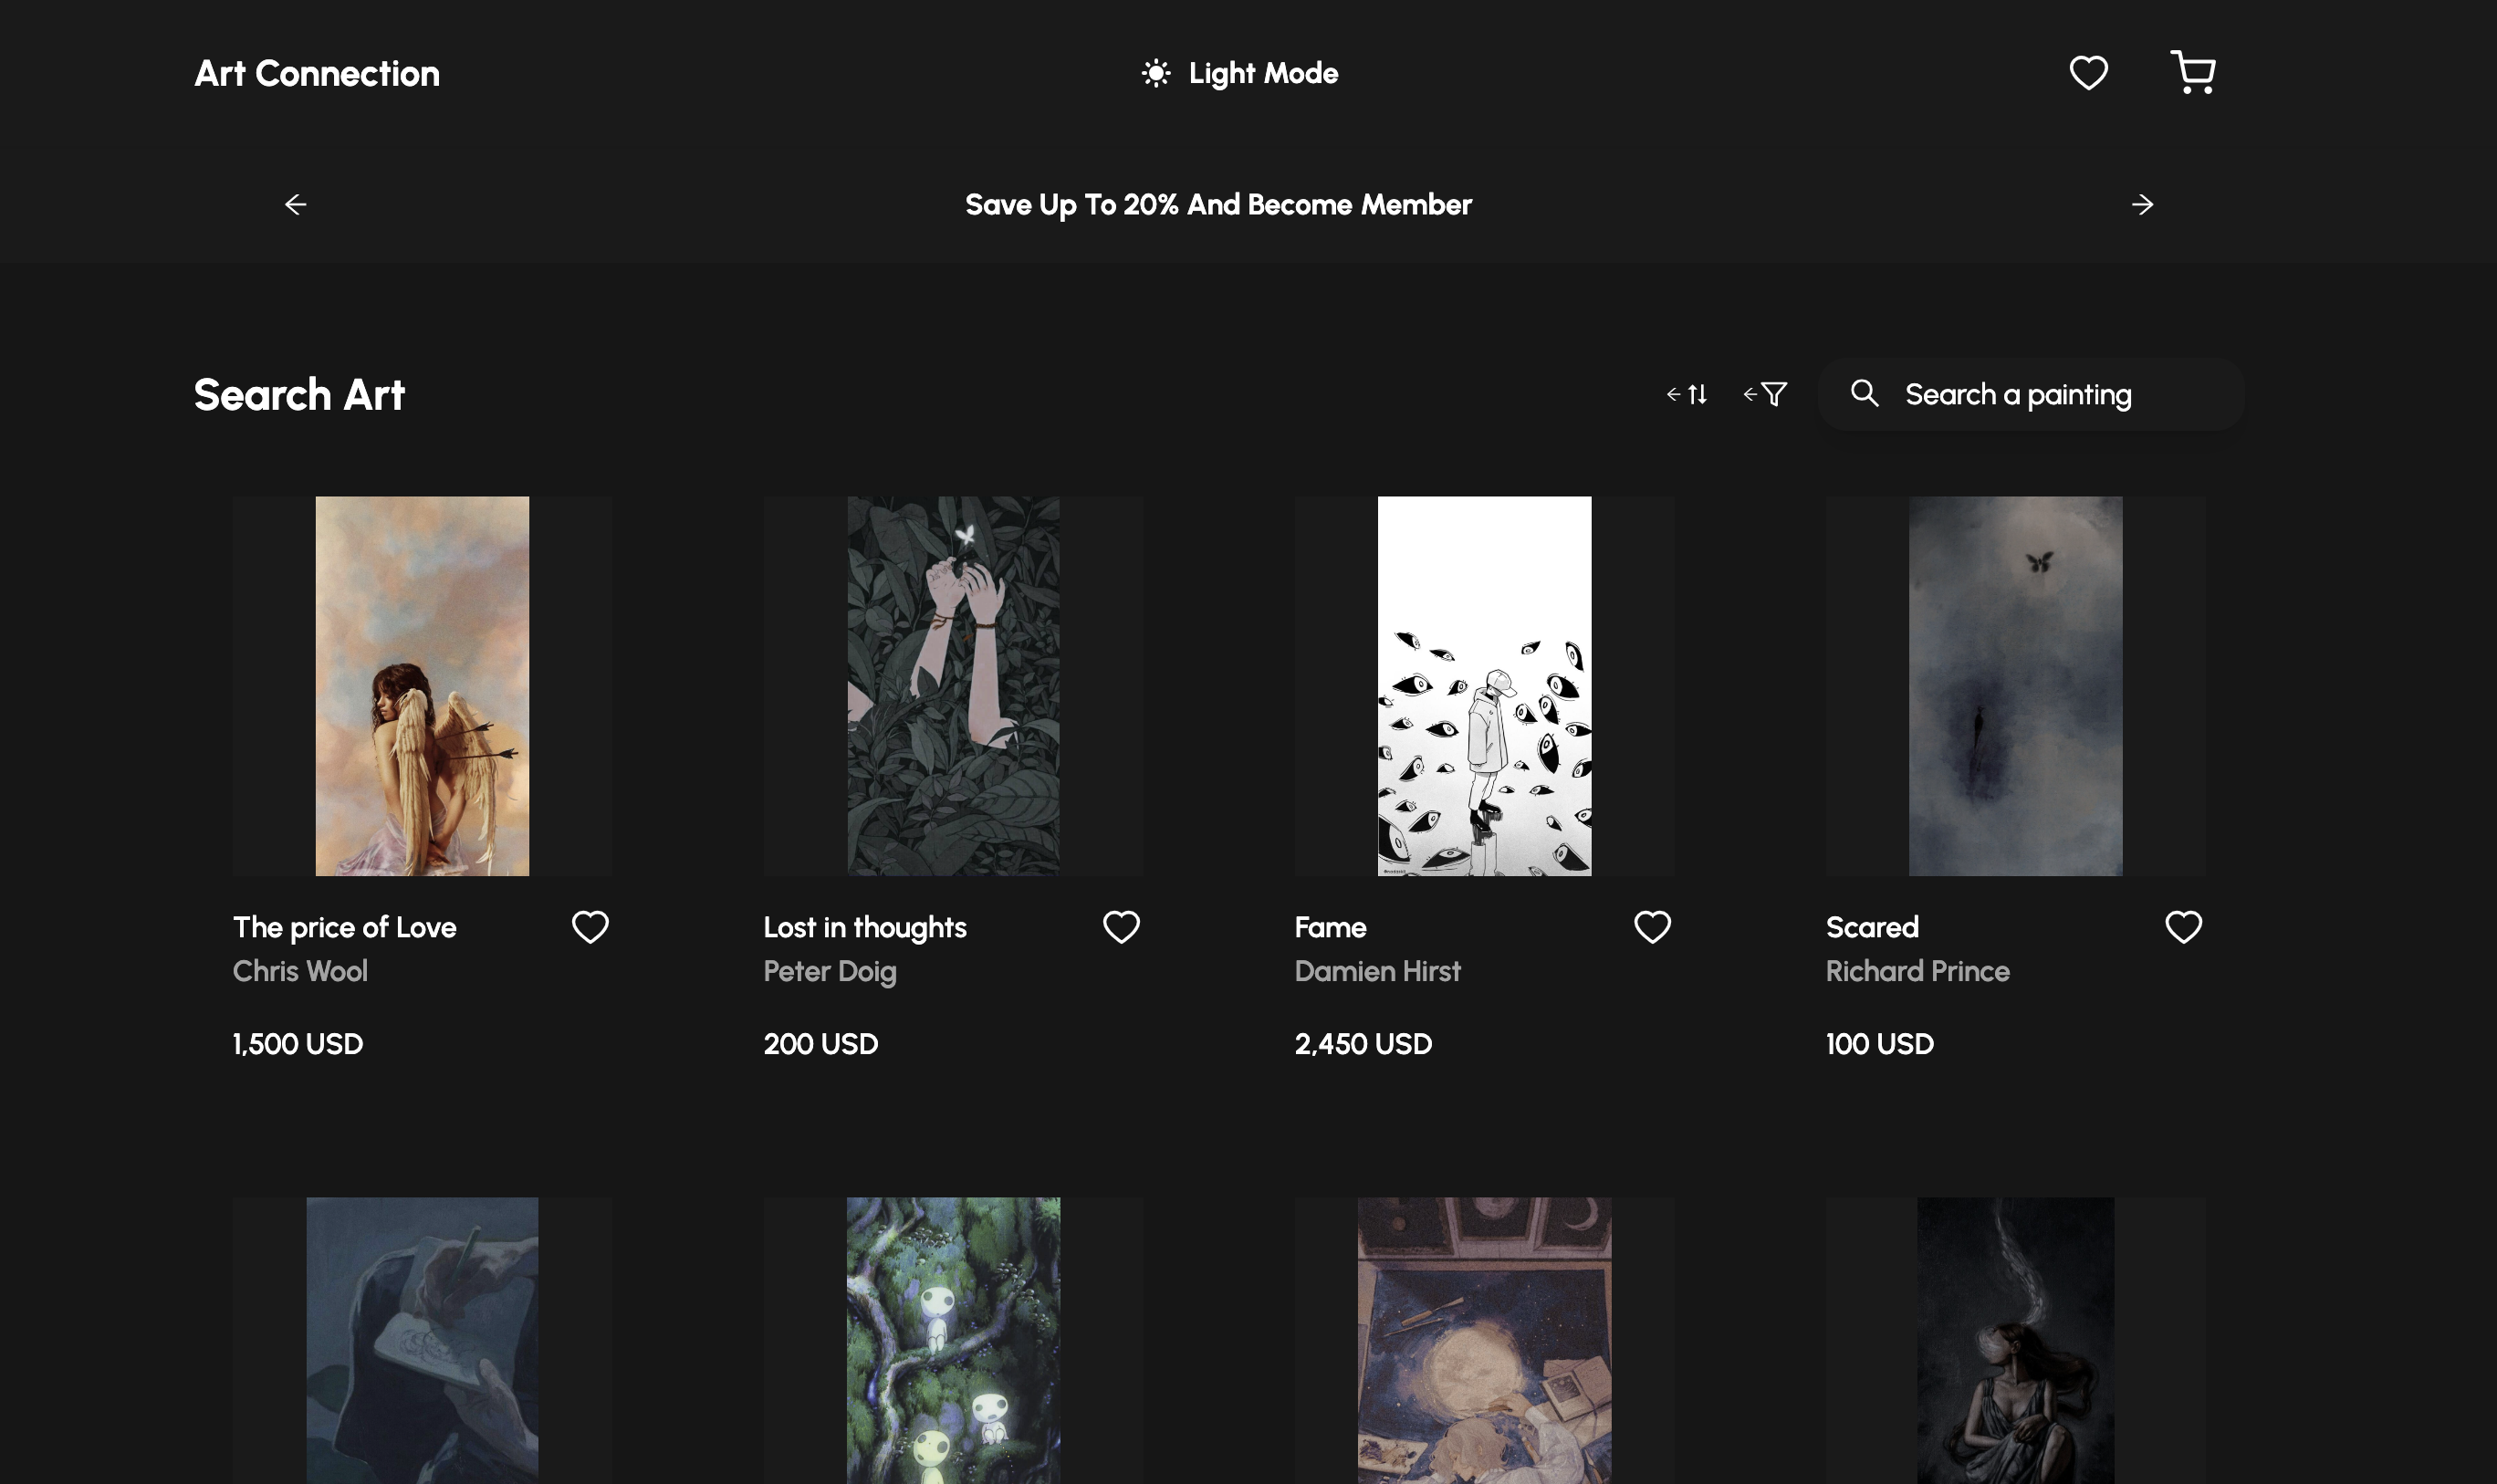 Art Connection
Light Mode
Save Up To 20% And Become Member
Search Art
Search a painting
The price of Love
Chris Wool
1,500 USD
Lost in thoughts
Peter Doig
200 USD
Fame
Damien Hirst
2,450 USD
Scared
Richard Prince
100 USD